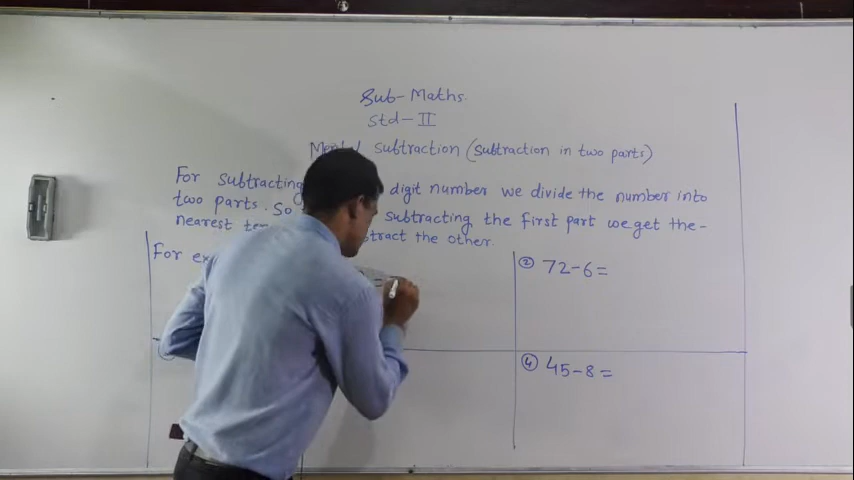 Sub-Maths.
Std-II
subtraction (subtraction in two parts)
For subtracting digit number we divide the number into
two parts. So subtracting the first part we get the-
nearest the other.
For
② 72-6=
④ 45-8=